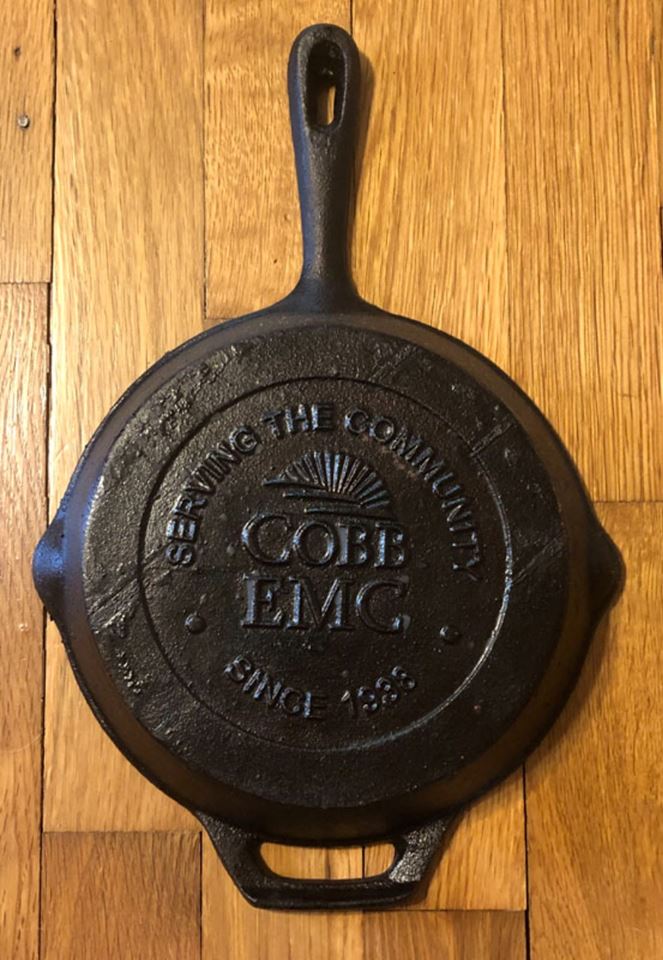 SERVING THE COMMUNITY
COBB
EMC
SINCE 1938